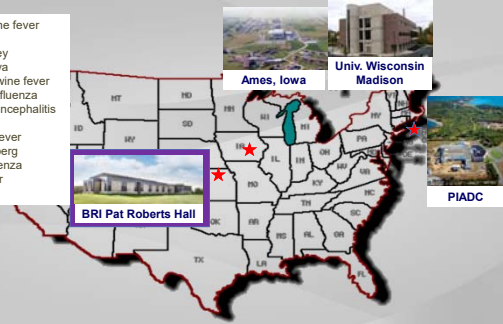 ne fever
ey
va
wine fever
fluenza
ncephalitis
ever
berg
enza
r
Ames, Iowa
Univ. Wisconsin
Madison
PIADC
BRI Pat Roberts Hall
MT
ND
MN
WI
MI
SD
ID
WY
IA
IL
IN
OH
PA
NY
WV
VA
KY
MO
NC
TN
SC
OK
AR
MS
AL
GA
TX
LA
FL